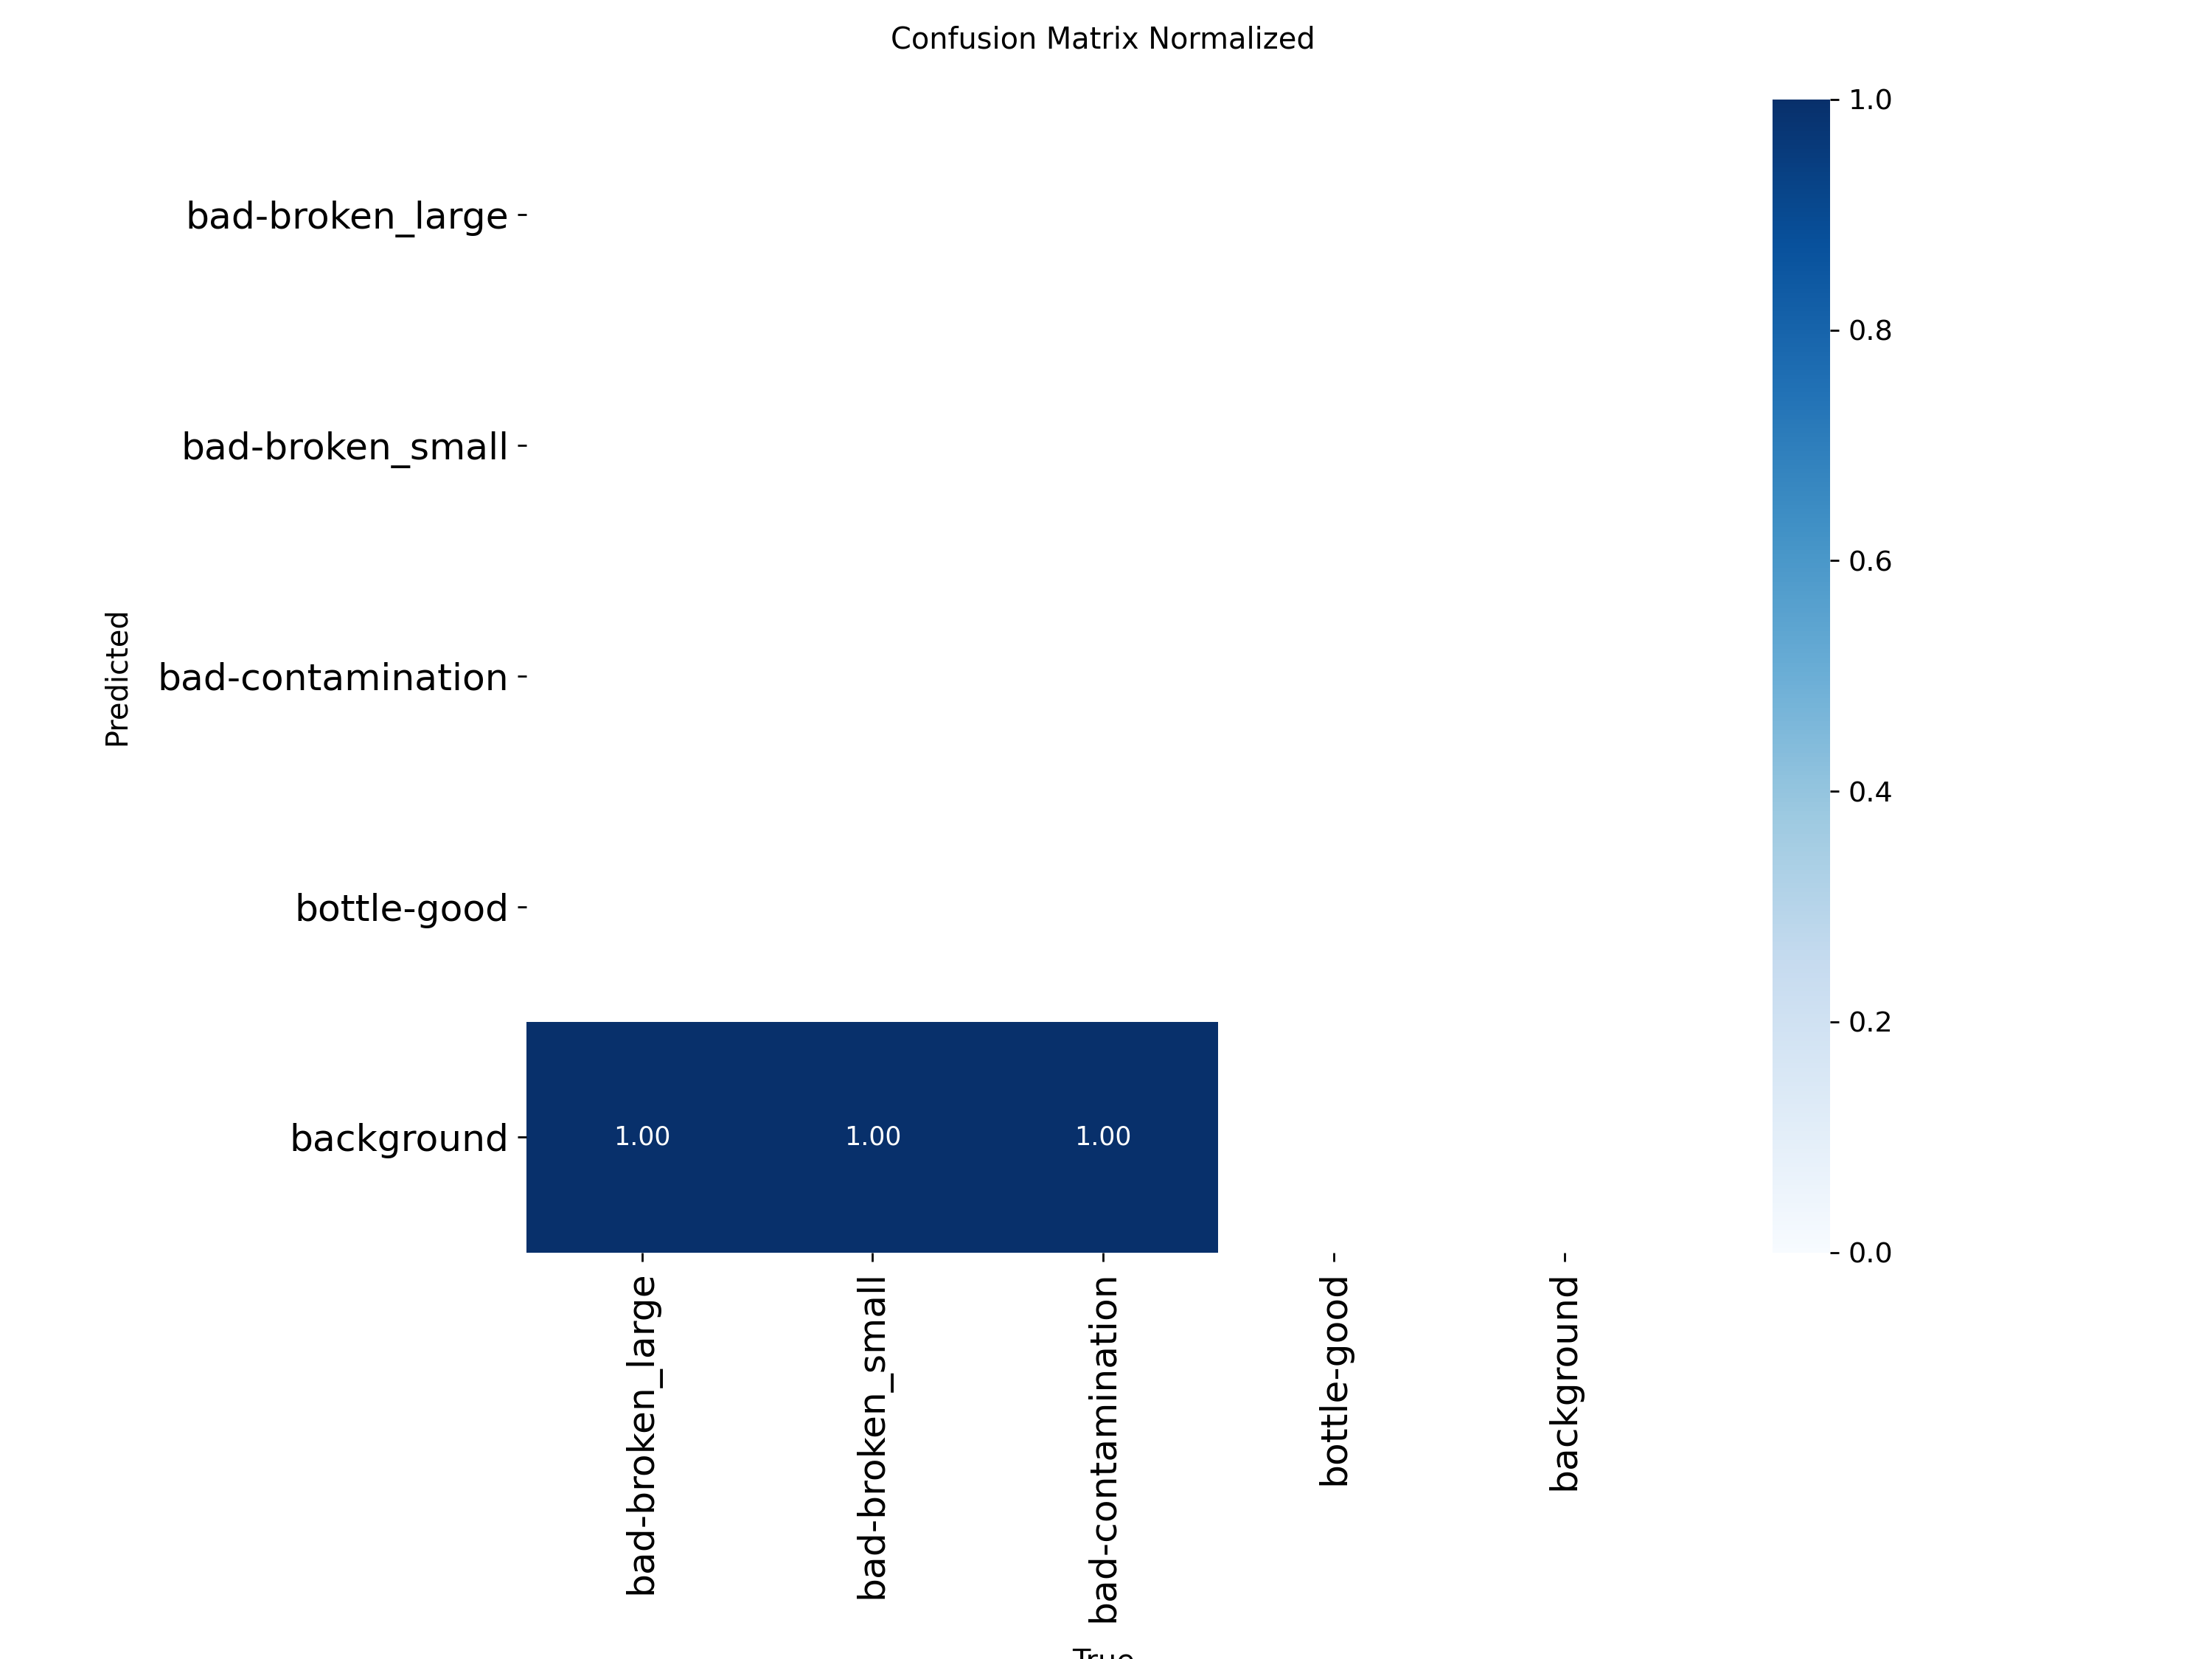 Confusion Matrix Normalized
Predicted
bad-broken_large
bad-broken_small
bad-contamination
bottle-good
background
1.00 1.00 1.00
bad-broken_large
bad-broken_small
bad-contamination
bottle-good
background
True
1.0
0.8
0.6
0.4
0.2
0.0